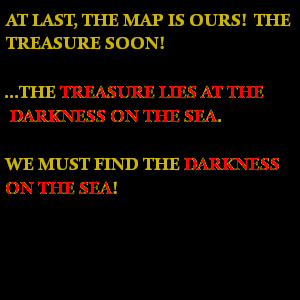 AT LAST, THE MAP IS OURS! THE
TREASURE SOON!
...THE TREASURE LIES AT THE
DARKNESS ON THE SEA.
WE MUST FIND THE DARKNESS
ON THE SEA!